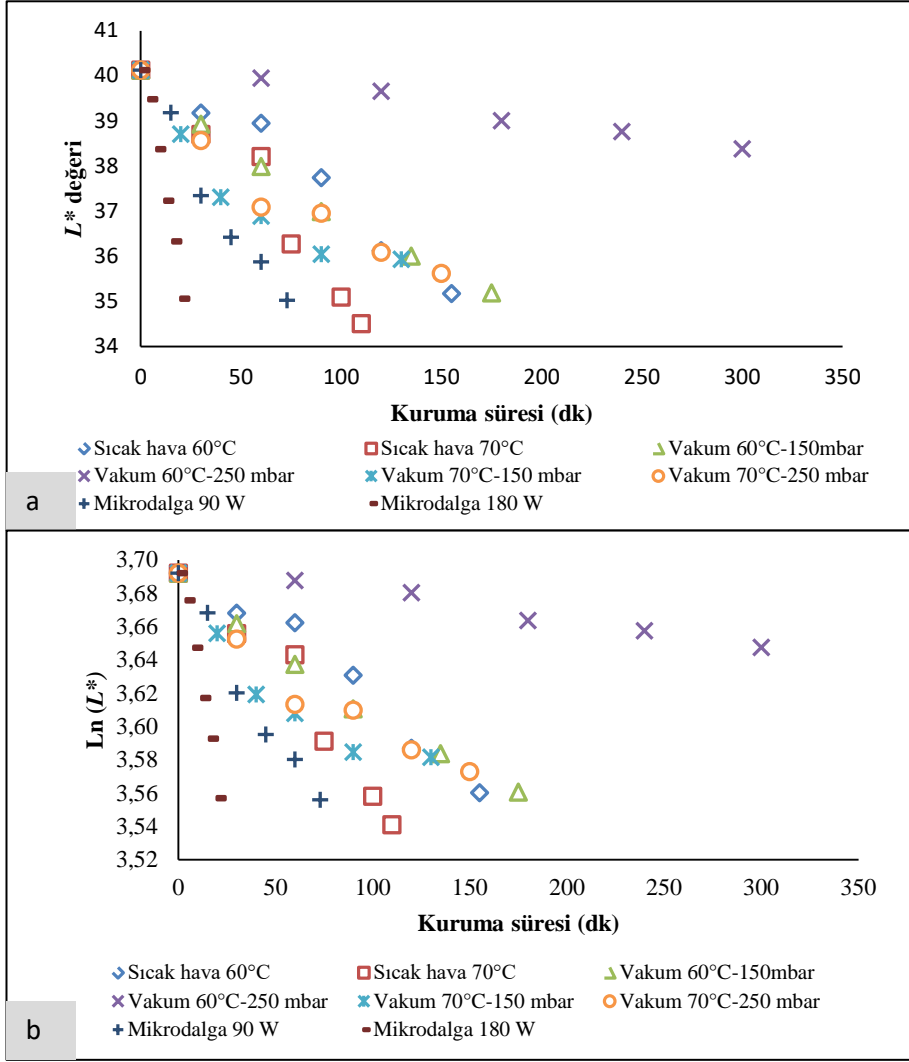 41
40
39
38
37
36
35
34
L* değeri
0 50 100 150 200 250 300 350
Kuruma süresi (dk)
Sıcak hava 60°C Sıcak hava 70°C Vakum 60°C-150mbar
Vakum 60°C-250 mbar Vakum 70°C-150 mbar Vakum 70°C-250 mbar
Mikrodalga 90 W Mikrodalga 180 W
a
3,70
3,68
3,66
3,64
3,62
3,60
3,58
3,56
3,54
3,52
Ln (L*)
0 50 100 150 200 250 300 350
Kuruma süresi (dk)
Sıcak hava 60°C Sıcak hava 70°C Vakum 60°C-150mbar
Vakum 60°C-250 mbar Vakum 70°C-150 mbar Vakum 70°C-250 mbar
Mikrodalga 90 W Mikrodalga 180 W
b